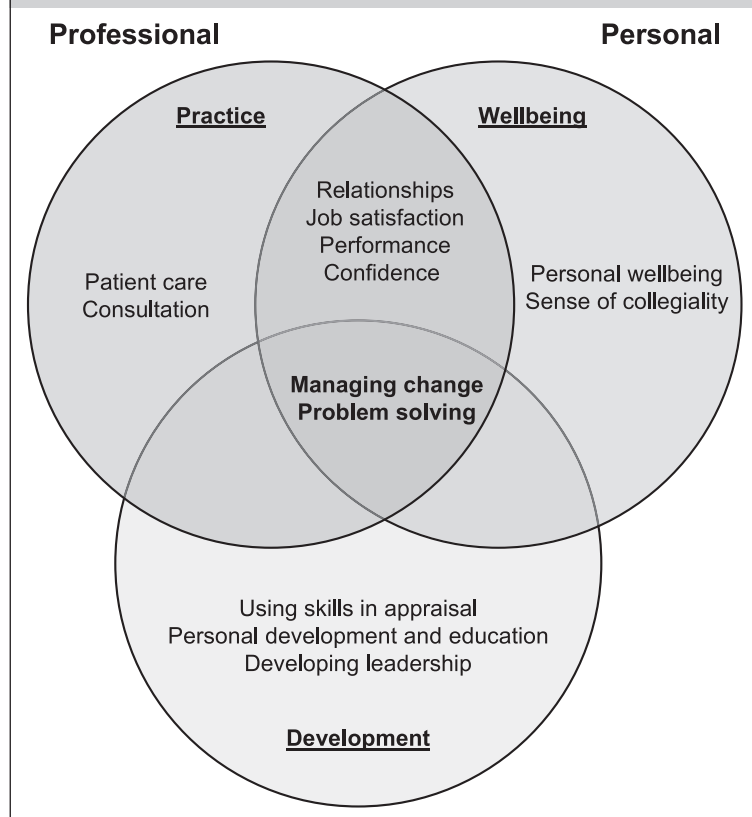 Professional
Personal
Practice
Wellbeing
Relationships
Job satisfaction
Performance
Confidence
Patient care
Consultation
Personal wellbeing
Sense of collegiality
Managing change
Problem solving
Using skills in appraisal
Personal development and education
Developing leadership
Development